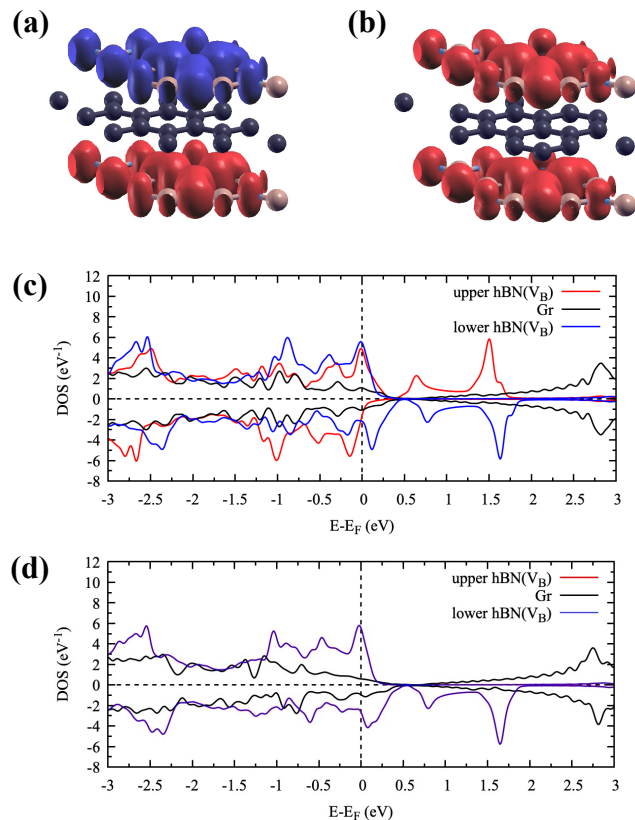 (a) (b)
(c)
12
10
8
6
4
2
0
-2
-4
-6
-8
DOS (eV⁻¹)
upper hBN(V_B)
Gr
lower hBN(V_B)
-3 -2.5 -2 -1.5 -1 -0.5 0 0.5 1 1.5 2 2.5 3
E-E_F (eV)
(d)
12
10
8
6
4
2
0
-2
-4
-6
-8
DOS (eV⁻¹)
upper hBN(V_B)
Gr
lower hBN(V_B)
-3 -2.5 -2 -1.5 -1 -0.5 0 0.5 1 1.5 2 2.5 3
E-E_F (eV)